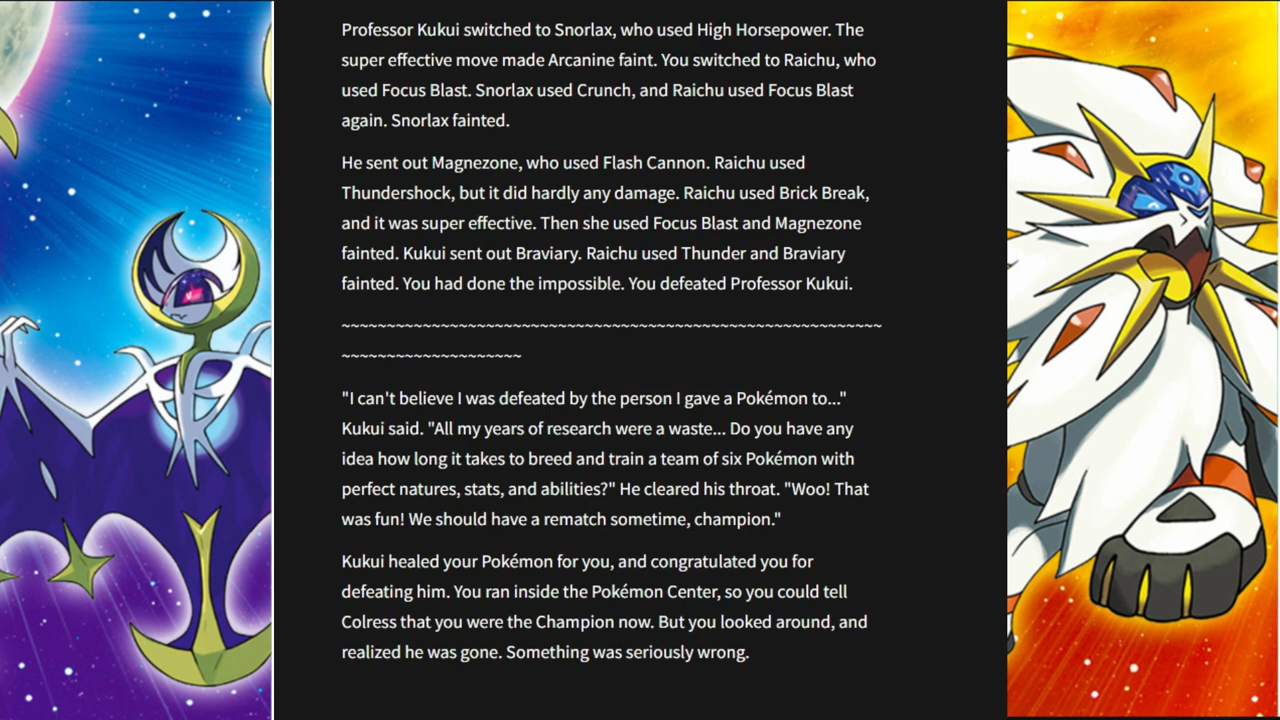 Professor Kukui switched to Snorlax, who used High Horsepower. The
super effective move made Arcanine faint. You switched to Raichu, who
used Focus Blast. Snorlax used Crunch, and Raichu used Focus Blast
again. Snorlax fainted.
He sent out Magnezone, who used Flash Cannon. Raichu used
Thundershock, but it did hardly any damage. Raichu used Brick Break,
and it was super effective. Then she used Focus Blast and Magnezone
fainted. Kukui sent out Braviary. Raichu used Thunder and Braviary
fainted. You had done the impossible. You defeated Professor Kukui.
~~~~~~~~~~~~~~~~~~~~~~~~~~~~~~~~~~~~~~~~~~~~~~~~~~~~~~~~~~~~
~~~~~~~~~~~~~~~~~~~~
"I can't believe I was defeated by the person I gave a Pokémon to..."
Kukui said. "All my years of research were a waste... Do you have any
idea how long it takes to breed and train a team of six Pokémon with
perfect natures, stats, and abilities?" He cleared his throat. "Woo! That
was fun! We should have a rematch sometime, champion."
Kukui healed your Pokémon for you, and congratulated you for
defeating him. You ran inside the Pokémon Center, so you could tell
Colress that you were the Champion now. But you looked around, and
realized he was gone. Something was seriously wrong.